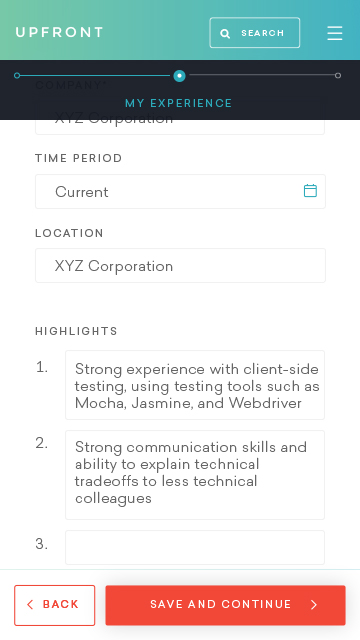 UPFRONT
SEARCH
COMPANY*
MY EXPERIENCE
XYZ Corporation
TIME PERIOD
Current
LOCATION
XYZ Corporation
HIGHLIGHTS
1.
Strong experience with client-side
testing, using testing tools such as
Mocha, Jasmine, and Webdriver
2.
Strong communication skills and
ability to explain technical
tradeoffs to less technical
colleagues
3.
BACK
SAVE AND CONTINUE